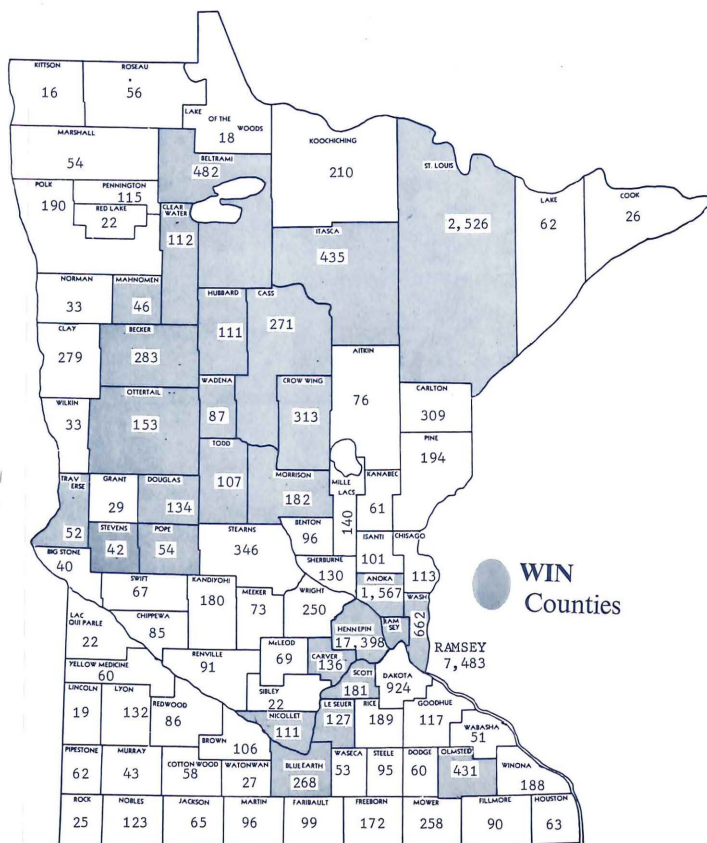 KITTSON
16
ROSEAU
56
LAKE
OF THE
WOODS
18
MARSHALL
54
BELTRAMI
482
KOOCHICHING
210
ST. LOUIS
2,526
LAKE
62
COOK
26
POLK
190
PENNINGTON
115
RED LAKE
22
CLEAR
WATER
112
ITASCA
435
NORMAN
33
MAHNOMEN
46
HUBBARD
111
CASS
271
CLAY
279
BECKER
283
AITKIN
76
WADENA
87
CROW WING
313
CARLTON
309
WILKIN
33
OTTERTAIL
153
PINE
194
TODD
107
MORRISON
182
MILLE
LACS
140
KANABEC
61
TRAV
ERSE
52
GRANT
29
DOUGLAS
134
STEVENS
42
POPE
54
STEARNS
346
BENTON
96
ISANTI
101
CHISAGO
113
BIG STONE
40
SHERBURNE
130
ANOKA
1,567
WIN
Counties
SWIFT
67
KANDIYOHI
180
MEEKER
73
WRIGHT
250
WASH
662
LAC
QUI PARLE
22
CHIPPEWA
85
HENNEPIN
17,398
RAM
SEY
RAMSEY
7,483
RENVILLE
91
McLEOD
69
CARVER
136
YELLOW MEDICINE
60
SIBLEY
22
SCOTT
181
DAKOTA
924
LINCOLN
19
LYON
132
REDWOOD
86
NICOLLET
111
LE SEUER
127
RICE
189
GOODHUE
117
WABASHA
51
BROWN
106
PIPESTONE
62
MURRAY
43
COTTONWOOD
58
WATONWAN
27
BLUE EARTH
268
WASECA
53
STEELE
95
DODGE
60
OLMSTED
431
WINONA
188
ROCK
25
NOBLES
123
JACKSON
65
MARTIN
96
FARIBAULT
99
FREEBORN
172
MOWER
258
FILLMORE
90
HOUSTON
63